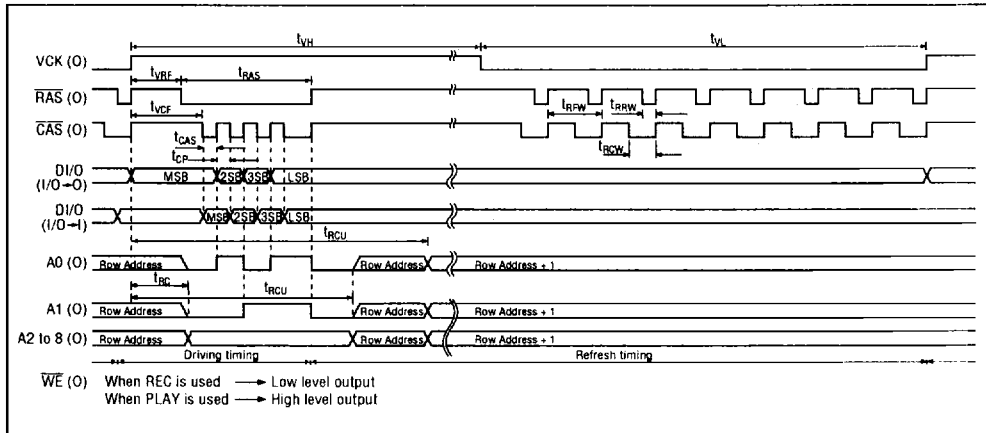 tVH tVL
VCK (O)
tVRF tRAS
RAS (O)
tRFW tRRW
tVCF
CAS (O)
tCAS
tRCW
tCP
DI/O
(I/O→O)
MSB 2SB 3SB LSB
DI/O
(I/O→I)
MSB 2SB 3SB LSB
tRCU
A0 (O) Row Address Row Address Row Address + 1
tRC
tRCU
A1 (O) Row Address Row Address Row Address + 1
A2 to 8 (O) Row Address Row Address Row Address + 1
Driving timing Refresh timing
WE (O) When REC is used → Low level output
When PLAY is used → High level output